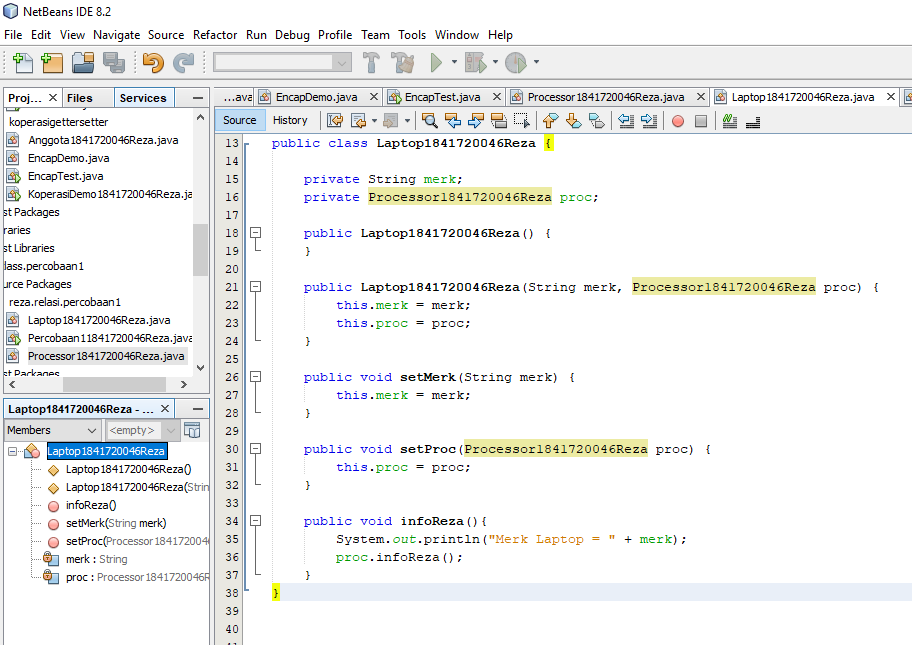 NetBeans IDE 8.2
File Edit View Navigate Source Refactor Run Debug Profile Team Tools Window Help
Proj... Files Services
koperasigettersetter
Anggota1841720046Reza.java
EncapDemo.java
EncapTest.java
KoperasiDemo1841720046Reza.ja
st Packages
raries
st Libraries
lass.percobaan1
urce Packages
reza.relasi.percobaan1
Laptop1841720046Reza.java
Percobaan11841720046Reza.java
Processor1841720046Reza.java
st Packages
Laptop1841720046Reza - ...
Members <empty>
Laptop1841720046Reza
Laptop1841720046Reza()
Laptop1841720046Reza(Strin
infoReza()
setMerk(String merk)
setProc(Processor1841720046
merk : String
proc : Processor1841720046R
...ava EncapDemo.java EncapTest.java Processor1841720046Reza.java Laptop1841720046Reza.java
Source History
13 public class Laptop1841720046Reza {
14
15 private String merk;
16 private Processor1841720046Reza proc;
17
18 public Laptop1841720046Reza() {
19 }
20
21 public Laptop1841720046Reza(String merk, Processor1841720046Reza proc) {
22 this.merk = merk;
23 this.proc = proc;
24 }
25
26 public void setMerk(String merk) {
27 this.merk = merk;
28 }
29
30 public void setProc(Processor1841720046Reza proc) {
31 this.proc = proc;
32 }
33
34 public void infoReza(){
35 System.out.println("Merk Laptop = " + merk);
36 proc.infoReza();
37 }
38 }
39
40